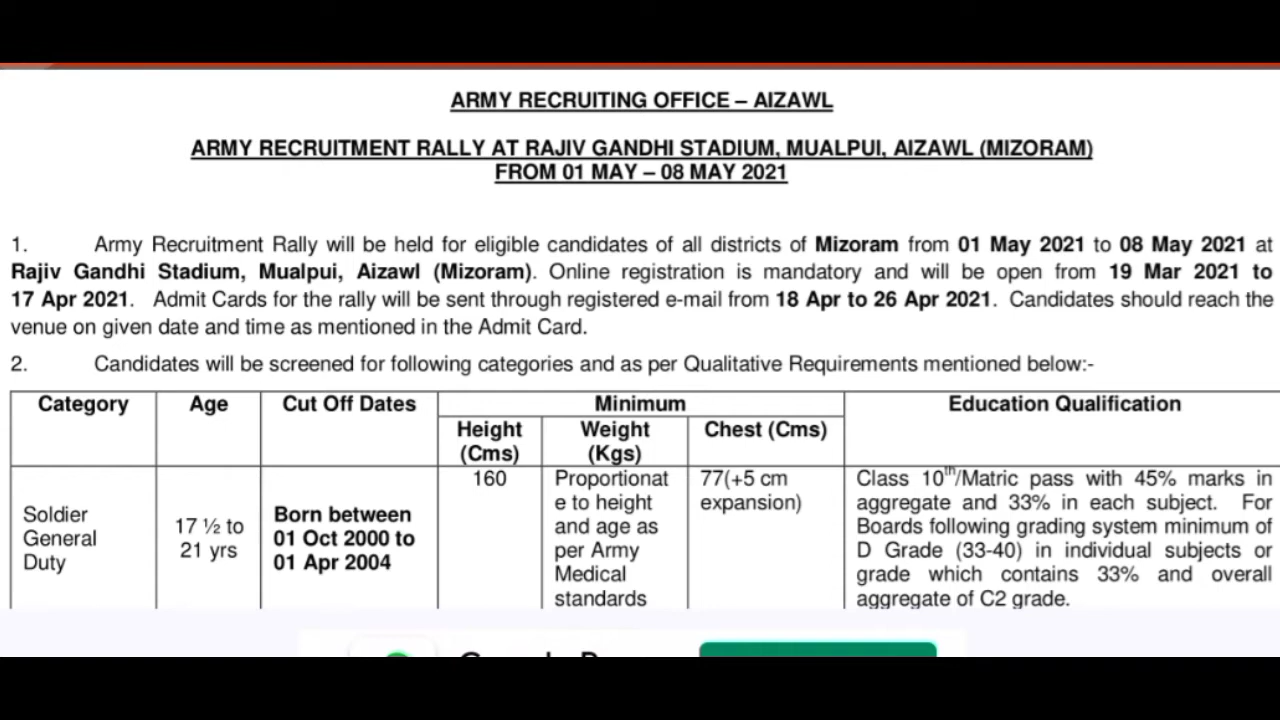 ARMY RECRUITING OFFICE – AIZAWL
ARMY RECRUITMENT RALLY AT RAJIV GANDHI STADIUM, MUALPUI, AIZAWL (MIZORAM)
FROM 01 MAY – 08 MAY 2021
1. Army Recruitment Rally will be held for eligible candidates of all districts of Mizoram from 01 May 2021 to 08 May 2021 at
Rajiv Gandhi Stadium, Mualpui, Aizawl (Mizoram). Online registration is mandatory and will be open from 19 Mar 2021 to
17 Apr 2021. Admit Cards for the rally will be sent through registered e-mail from 18 Apr to 26 Apr 2021. Candidates should reach the
venue on given date and time as mentioned in the Admit Card.
2. Candidates will be screened for following categories and as per Qualitative Requirements mentioned below:-
Category
Age
Cut Off Dates
Minimum
Education Qualification
Height
(Cms)
Weight
(Kgs)
Chest (Cms)
Soldier
General
Duty
17 ½ to
21 yrs
Born between
01 Oct 2000 to
01 Apr 2004
160
Proportionat
e to height
and age as
per Army
Medical
standards
77(+5 cm
expansion)
Class 10th/Matric pass with 45% marks in
aggregate and 33% in each subject. For
Boards following grading system minimum of
D Grade (33-40) in individual subjects or
grade which contains 33% and overall
aggregate of C2 grade.